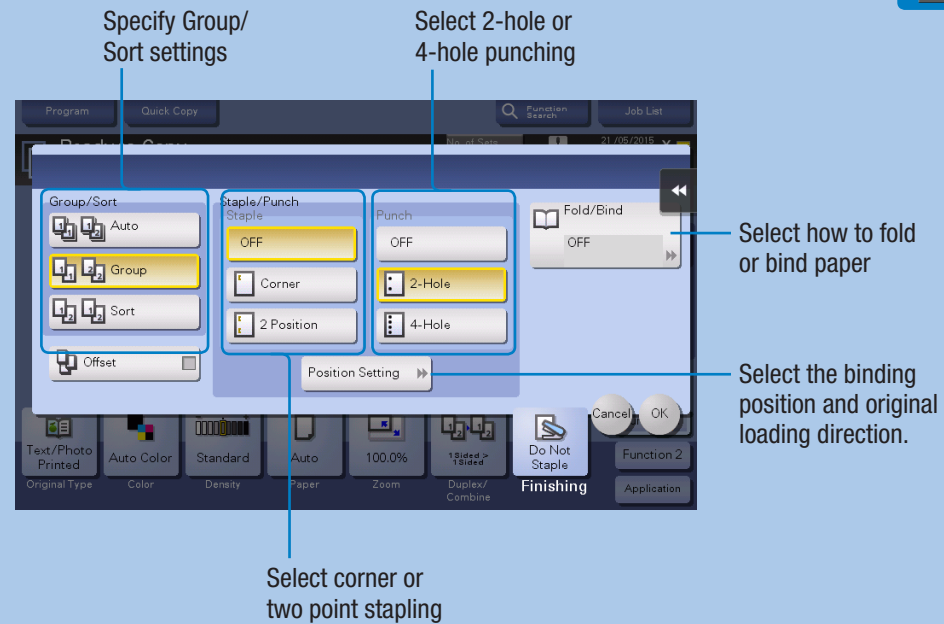 Specify Group/
Sort settings
Select 2-hole or
4-hole punching
Program
Quick Copy
Function
Search
Job List
No. of Sets
21/05/2015
Group/Sort
Auto
Group
Sort
Offset
Staple/Punch
Staple
OFF
Corner
2 Position
Punch
OFF
2-Hole
4-Hole
Position Setting
Fold/Bind
OFF
Select how to fold
or bind paper
Select the binding
position and original
loading direction.
Cancel
OK
Text/Photo
Printed
Auto Color
Standard
Auto
100.0%
1Sided >
1Sided
Do Not
Staple
Function 2
Original Type
Color
Density
Paper
Zoom
Duplex/
Combine
Finishing
Application
Select corner or
two point stapling